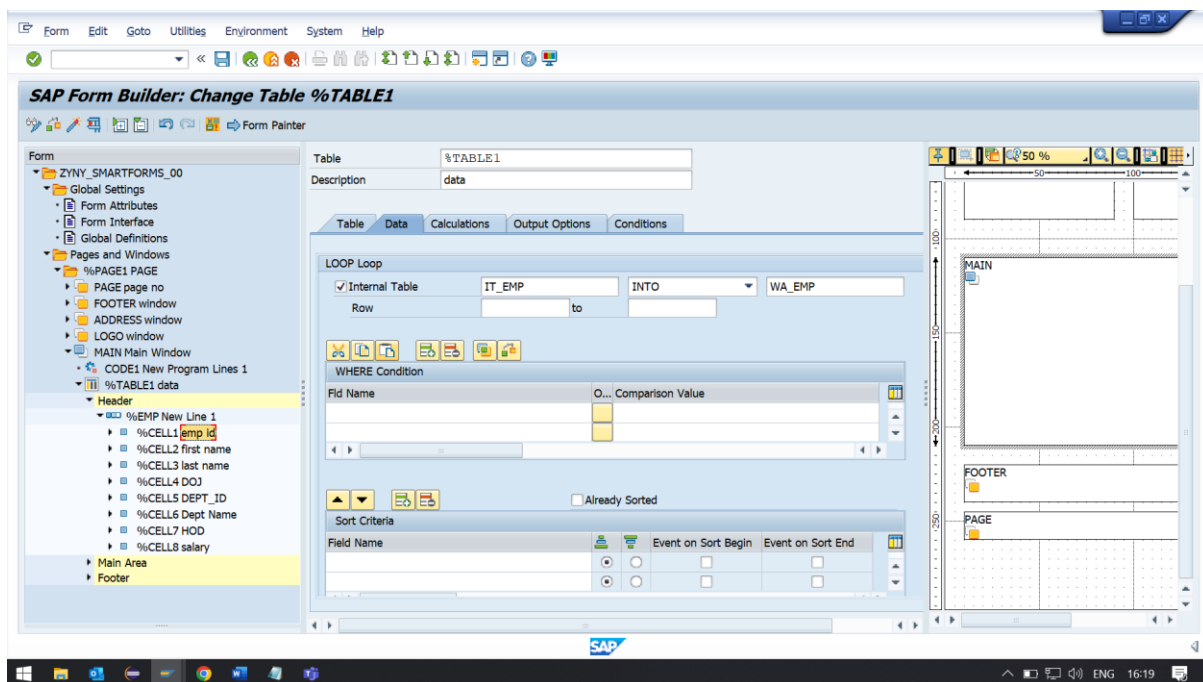 Form Edit Goto Utilities Environment System Help
SAP Form Builder: Change Table %TABLE1
Form Painter
Form
ZYNY_SMARTFORMS_00
Global Settings
Form Attributes
Form Interface
Global Definitions
Pages and Windows
%PAGE1 PAGE
PAGE page no
FOOTER window
ADDRESS window
LOGO window
MAIN Main Window
CODE1 New Program Lines 1
%TABLE1 data
Header
%EMP New Line 1
%CELL1 emp id
%CELL2 first name
%CELL3 last name
%CELL4 DOJ
%CELL5 DEPT_ID
%CELL6 Dept Name
%CELL7 HOD
%CELL8 salary
Main Area
Footer
Table %TABLE1
Description data
Table Data Calculations Output Options Conditions
LOOP Loop
Internal Table IT_EMP INTO WA_EMP
Row to
WHERE Condition
Fld Name O... Comparison Value
Already Sorted
Sort Criteria
Field Name Event on Sort Begin Event on Sort End
50 %
50 100
100
150
200
250
MAIN
FOOTER
PAGE
SAP
ENG 16:19